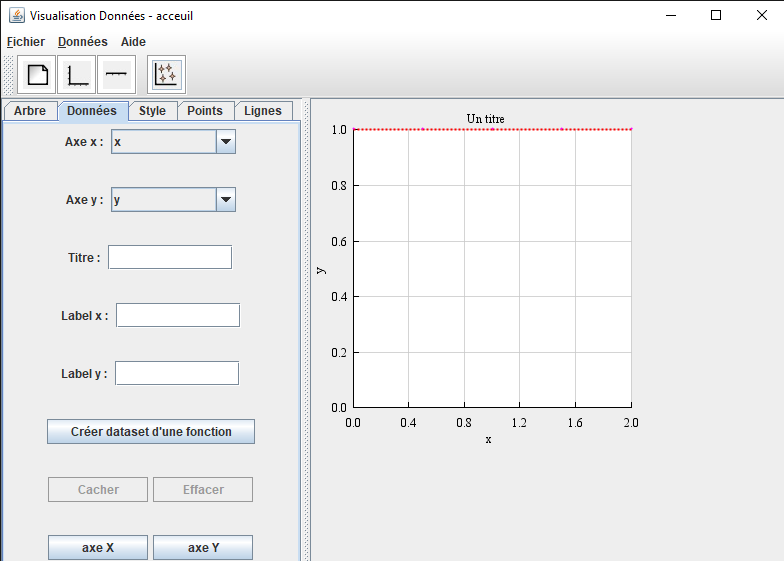 Visualisation Données - acceuil
Fichier Données Aide
Arbre Données Style Points Lignes
Axe x : x
Axe y : y
Titre :
Label x :
Label y :
Créer dataset d'une fonction
Cacher Effacer
axe X axe Y
Un titre
1.0
0.8
0.6
y
0.4
0.2
0.0
0.0 0.4 0.8 1.2 1.6 2.0
x